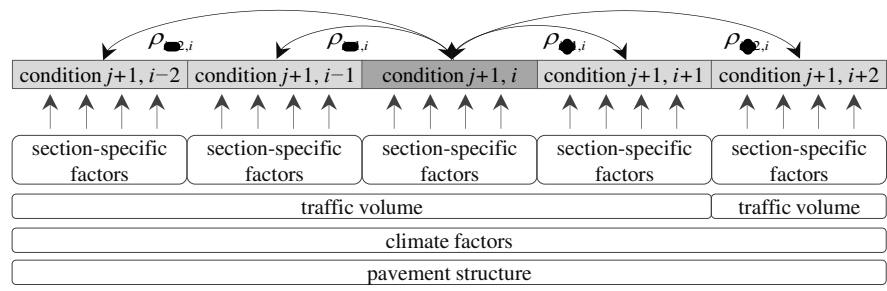 ρ ρ ρ ρ
condition j+1, i−2 condition j+1, i−1 condition j+1, i condition j+1, i+1 condition j+1, i+2
section-specific factors section-specific factors section-specific factors section-specific factors section-specific factors
traffic volume traffic volume
climate factors
pavement structure